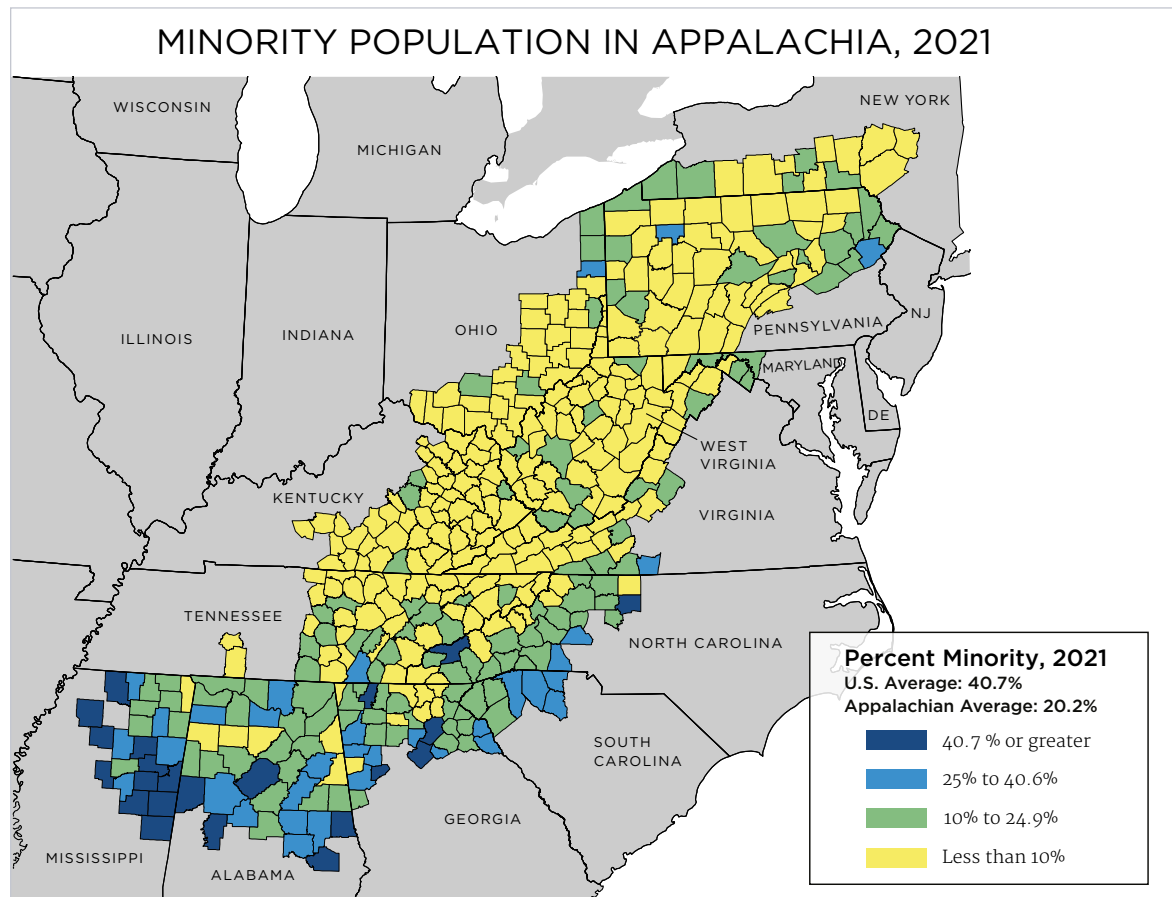 MINORITY POPULATION IN APPALACHIA, 2021
WISCONSIN
NEW YORK
MICHIGAN
ILLINOIS
INDIANA
OHIO
PENNSYLVANIA
NJ
MARYLAND
DE
WEST
VIRGINIA
KENTUCKY
VIRGINIA
TENNESSEE
NORTH CAROLINA
SOUTH
CAROLINA
GEORGIA
MISSISSIPPI
ALABAMA
Percent Minority, 2021
U.S. Average: 40.7%
Appalachian Average: 20.2%
40.7 % or greater
25% to 40.6%
10% to 24.9%
Less than 10%